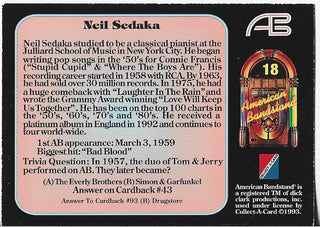 Neil Sedaka
Neil Sedaka studied to be a classical pianist at the
Julliard School of Music in New York City. He began
writing pop songs in the '50's for Connie Francis
("Stupid Cupid" & "Where The Boys Are"). His
recording career started in 1958 with RCA. By 1963,
he had sold over 30 million records. In 1975, he had
a huge comeback with "Laughter In The Rain" and
wrote the Grammy Award winning "Love Will Keep
Us Together". He has been on the top 100 charts in
the '50's, '60's, '70's and '80's. He received a
platinum album in England in 1992 and continues to
tour world-wide.
1st AB appearance: March 3, 1959
Biggest hit: "Bad Blood"
Trivia Question: In 1957, the duo of Tom & Jerry
performed on AB. They later became?
(A) The Everly Brothers (B) Simon & Garfunkel
Answer on Cardback #43
Answer To Cardback #93 (B) Drugstore
AB
18
American
Bandstand
American Bandstand® is
a registered TM of dick
clark productions, inc.
used under license by
Collect-A-Card ©1993.